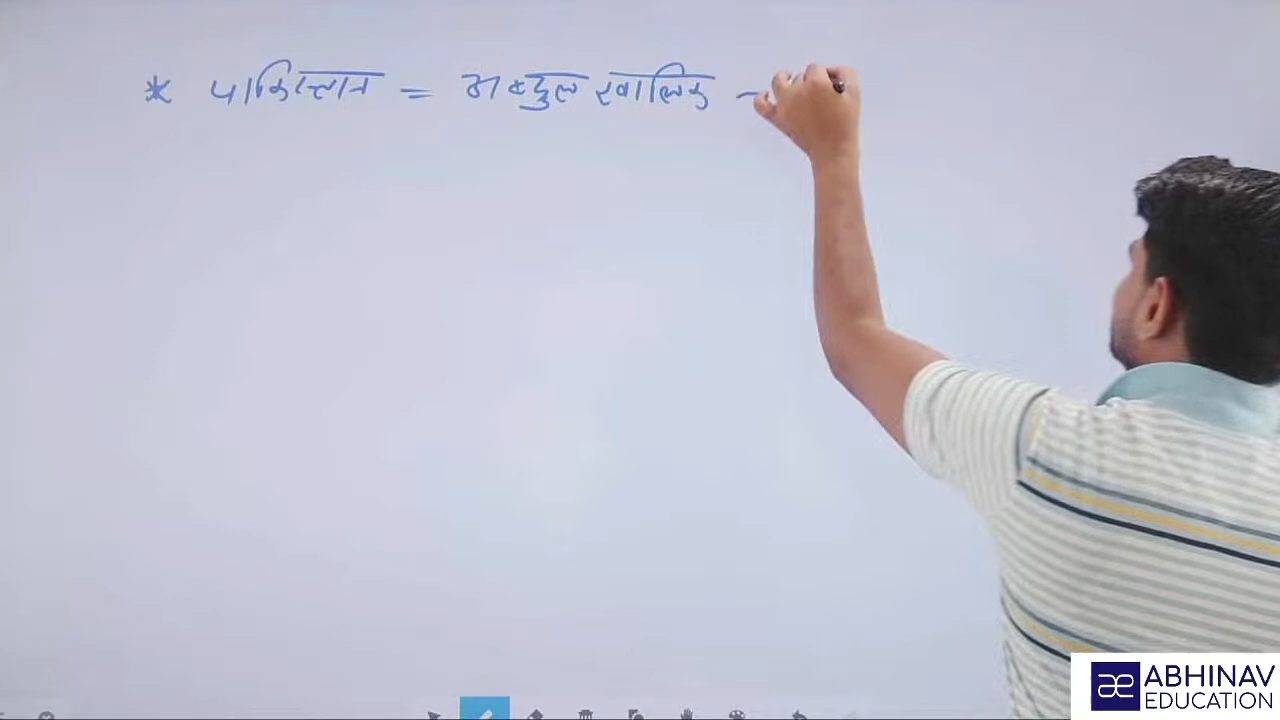 * पाकिस्तान = अब्दुल खालिक -
æ ABHINAV
EDUCATION